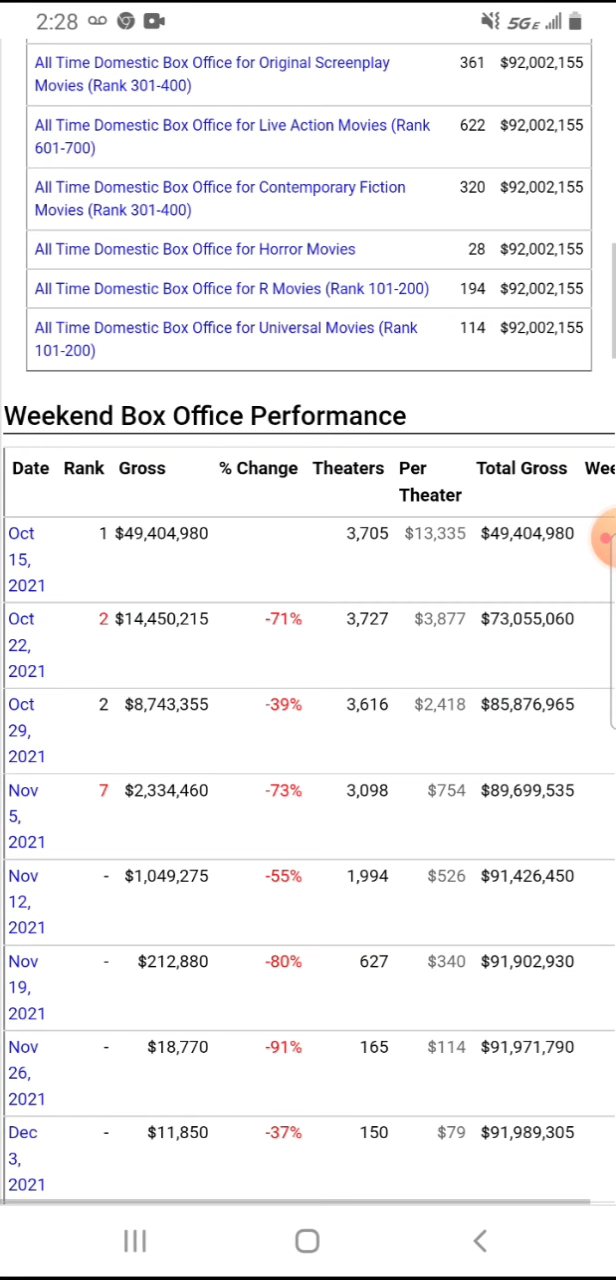 2:28 5GE
All Time Domestic Box Office for Original Screenplay 361 $92,002,155
Movies (Rank 301-400)
All Time Domestic Box Office for Live Action Movies (Rank 622 $92,002,155
601-700)
All Time Domestic Box Office for Contemporary Fiction 320 $92,002,155
Movies (Rank 301-400)
All Time Domestic Box Office for Horror Movies 28 $92,002,155
All Time Domestic Box Office for R Movies (Rank 101-200) 194 $92,002,155
All Time Domestic Box Office for Universal Movies (Rank 114 $92,002,155
101-200)
Weekend Box Office Performance
Date Rank Gross % Change Theaters Per Total Gross Wee
Theater
Oct 1 $49,404,980 3,705 $13,335 $49,404,980
15,
2021
Oct 2 $14,450,215 -71% 3,727 $3,877 $73,055,060
22,
2021
Oct 2 $8,743,355 -39% 3,616 $2,418 $85,876,965
29,
2021
Nov 7 $2,334,460 -73% 3,098 $754 $89,699,535
5,
2021
Nov - $1,049,275 -55% 1,994 $526 $91,426,450
12,
2021
Nov - $212,880 -80% 627 $340 $91,902,930
19,
2021
Nov - $18,770 -91% 165 $114 $91,971,790
26,
2021
Dec - $11,850 -37% 150 $79 $91,989,305
3,
2021